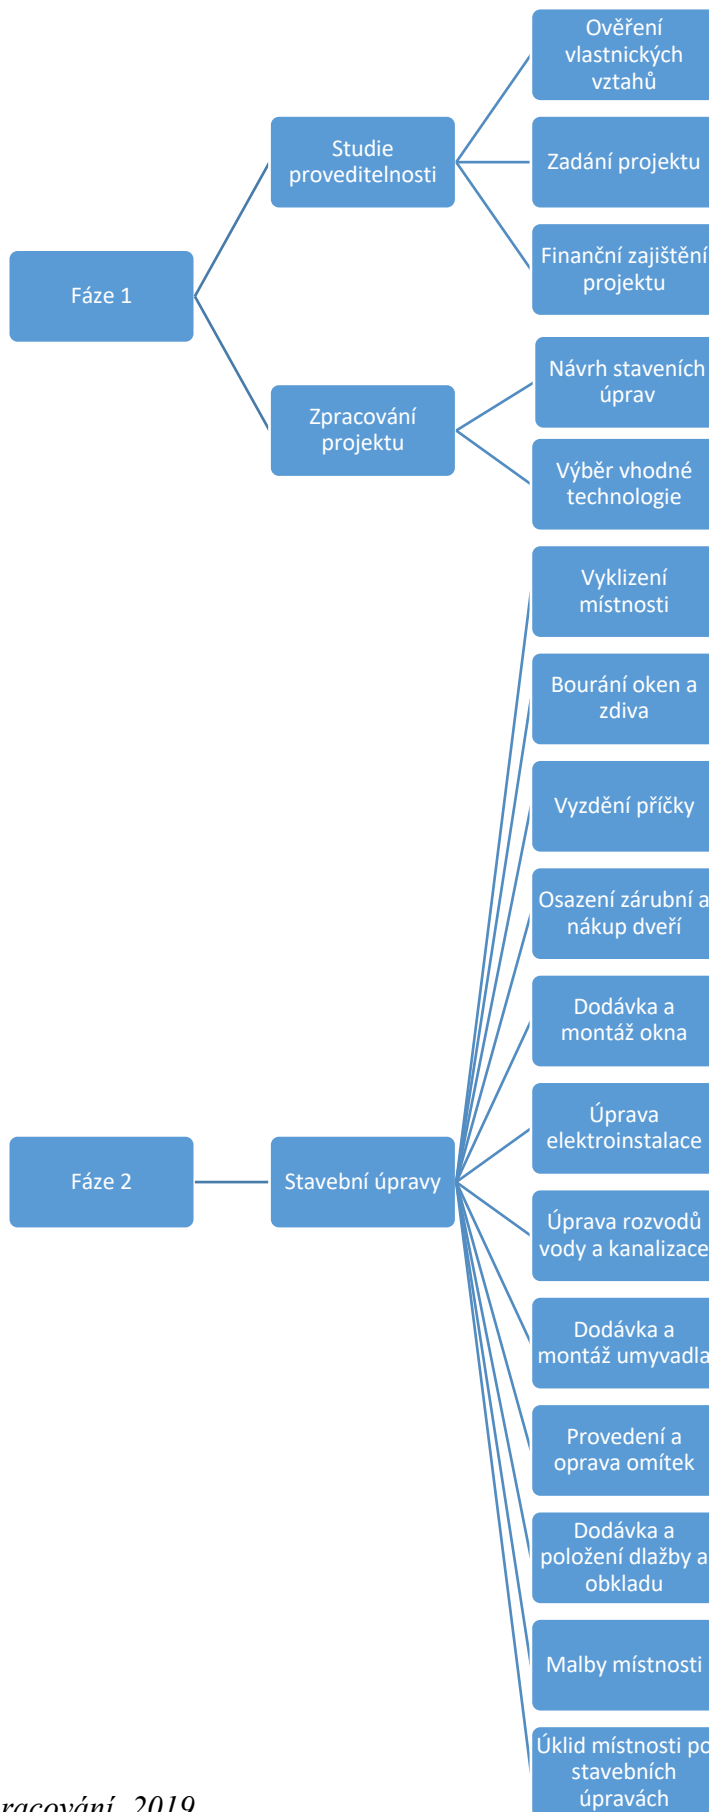 Ověření
vlastnických
vztahů
Studie
proveditelnosti
Zadání projektu
Finanční zajištění
projektu
Fáze 1
Návrh staveních
úprav
Zpracování
projektu
Výběr vhodné
technologie
Vyklizení
místnosti
Bourání oken a
zdiva
Vyzdění příčky
Osazení zárubní a
nákup dveří
Dodávka a
montáž okna
Úprava
elektroinstalace
Fáze 2
Stavební úpravy
Úprava rozvodů
vody a kanalizace
Dodávka a
montáž umyvadla
Provedení a
oprava omítek
Dodávka a
položení dlažby a
obkladu
Malby místnosti
Úklid místnosti po
stavebních
úpravách
racování, 2019